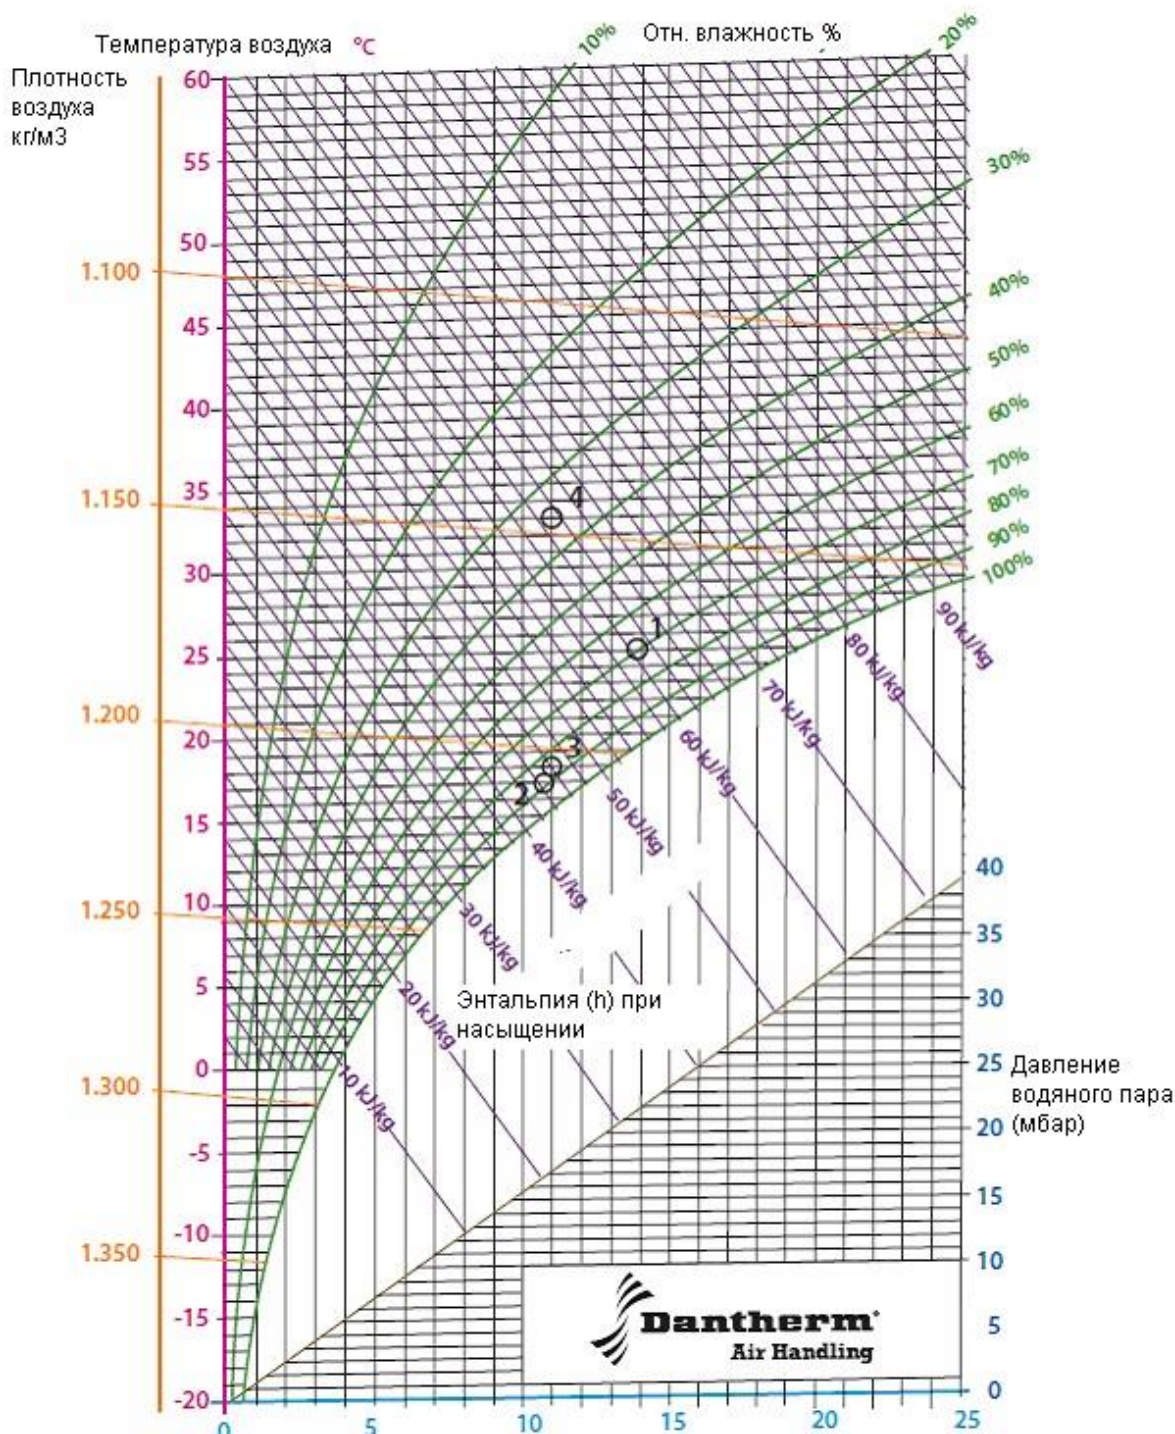 Температура воздуха °C
Отн. влажность %
Плотность
воздуха
кг/м3
10%
20%
30%
40%
50%
60%
70%
80%
90%
100%
60
55
50
45
40
35
30
25
20
15
10
5
0
-5
-10
-15
-20
1.100
1.150
1.200
1.250
1.300
1.350
4
1
3
2
90 kJ/kg
80 kJ/kg
70 kJ/kg
60 kJ/kg
50 kJ/kg
40 kJ/kg
30 kJ/kg
20 kJ/kg
10 kJ/kg
Энтальпия (h) при
насыщении
40
35
30
25
20
15
10
5
0
Давление
водяного пара
(мбар)
Dantherm®
Air Handling
0 5 10 15 20 25